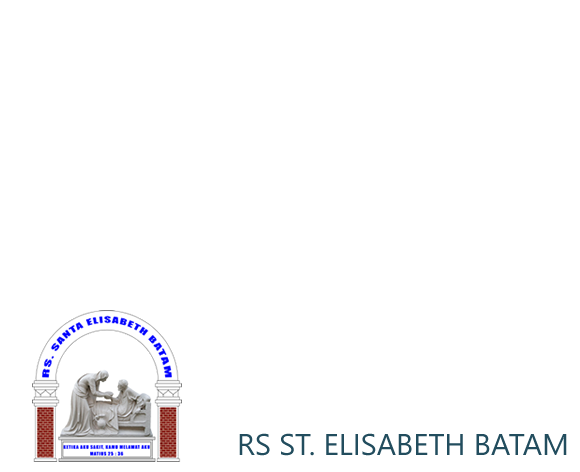 RS. SANTA ELISABETH BATAM
KETIKA AKU SAKIT, KAMU MELAWAT AKU
MATIUS 25 : 36
RS ST. ELISABETH BATAM